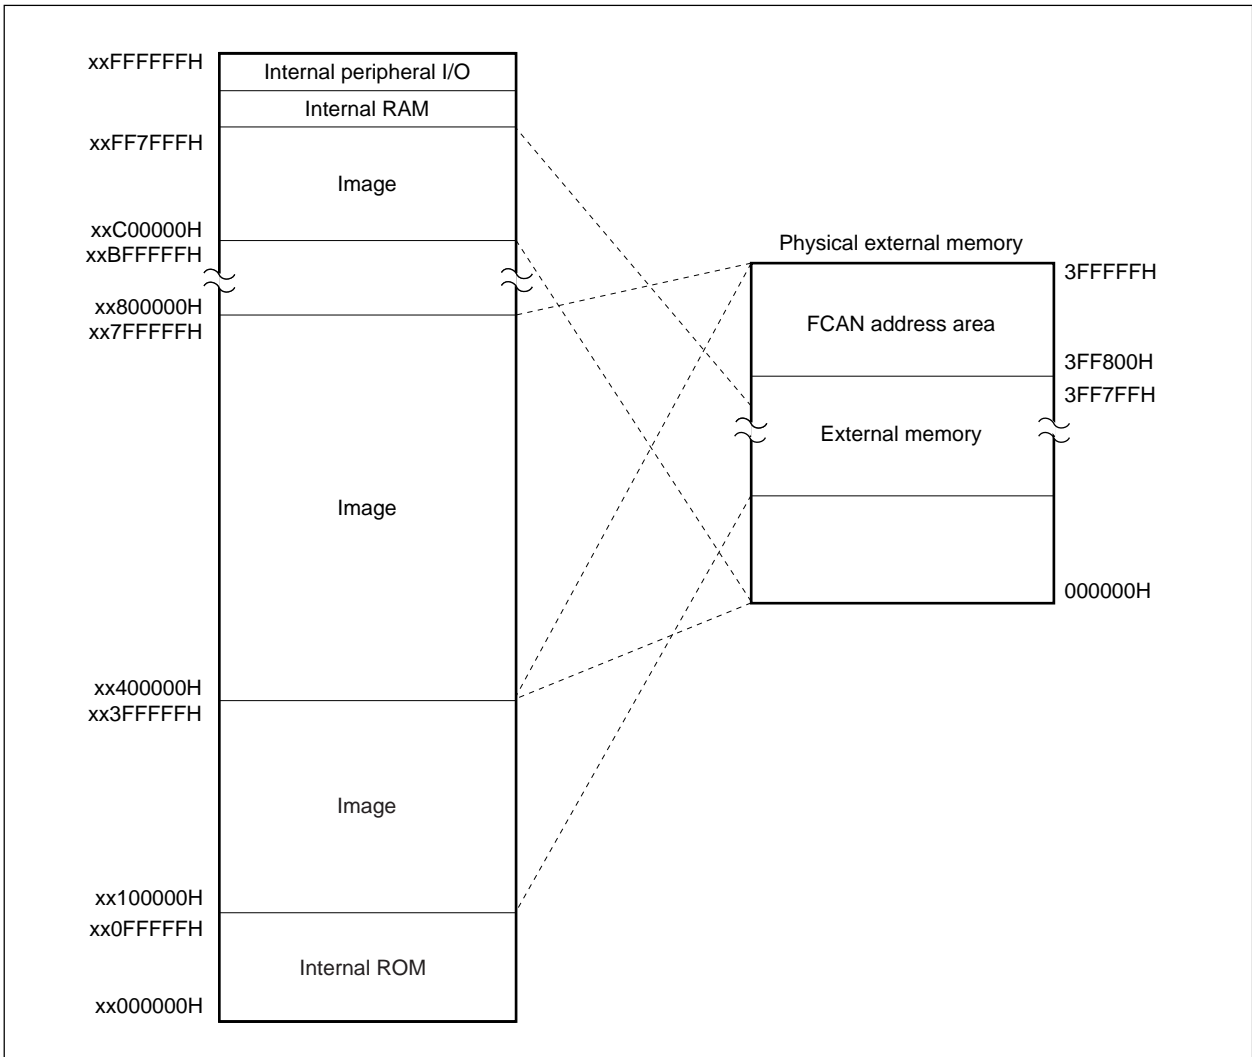 xxFFFFFFH
Internal peripheral I/O
Internal RAM
xxFF7FFFH
Image
xxC00000H
xxBFFFFFH
xx800000H
xx7FFFFFH
Image
xx400000H
xx3FFFFFH
Image
xx100000H
xx0FFFFFH
Internal ROM
xx000000H
Physical external memory
3FFFFFH
FCAN address area
3FF800H
3FF7FFH
External memory
000000H